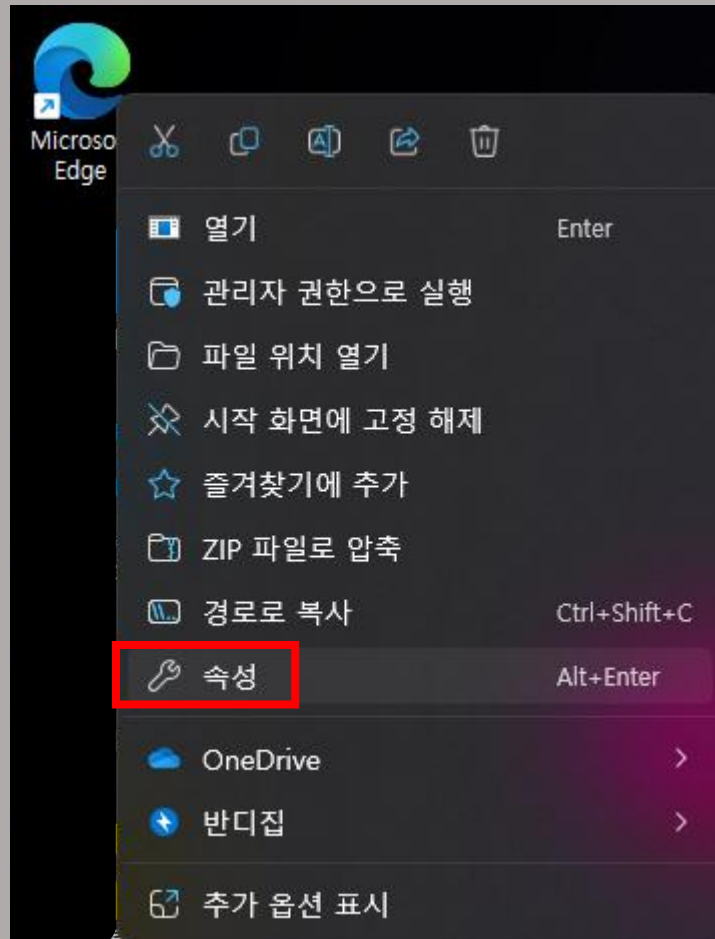 Microso
Edge
열기 Enter
관리자 권한으로 실행
파일 위치 열기
시작 화면에 고정 해제
즐겨찾기에 추가
ZIP 파일로 압축
경로로 복사 Ctrl+Shift+C
속성 Alt+Enter
OneDrive
반디집
추가 옵션 표시